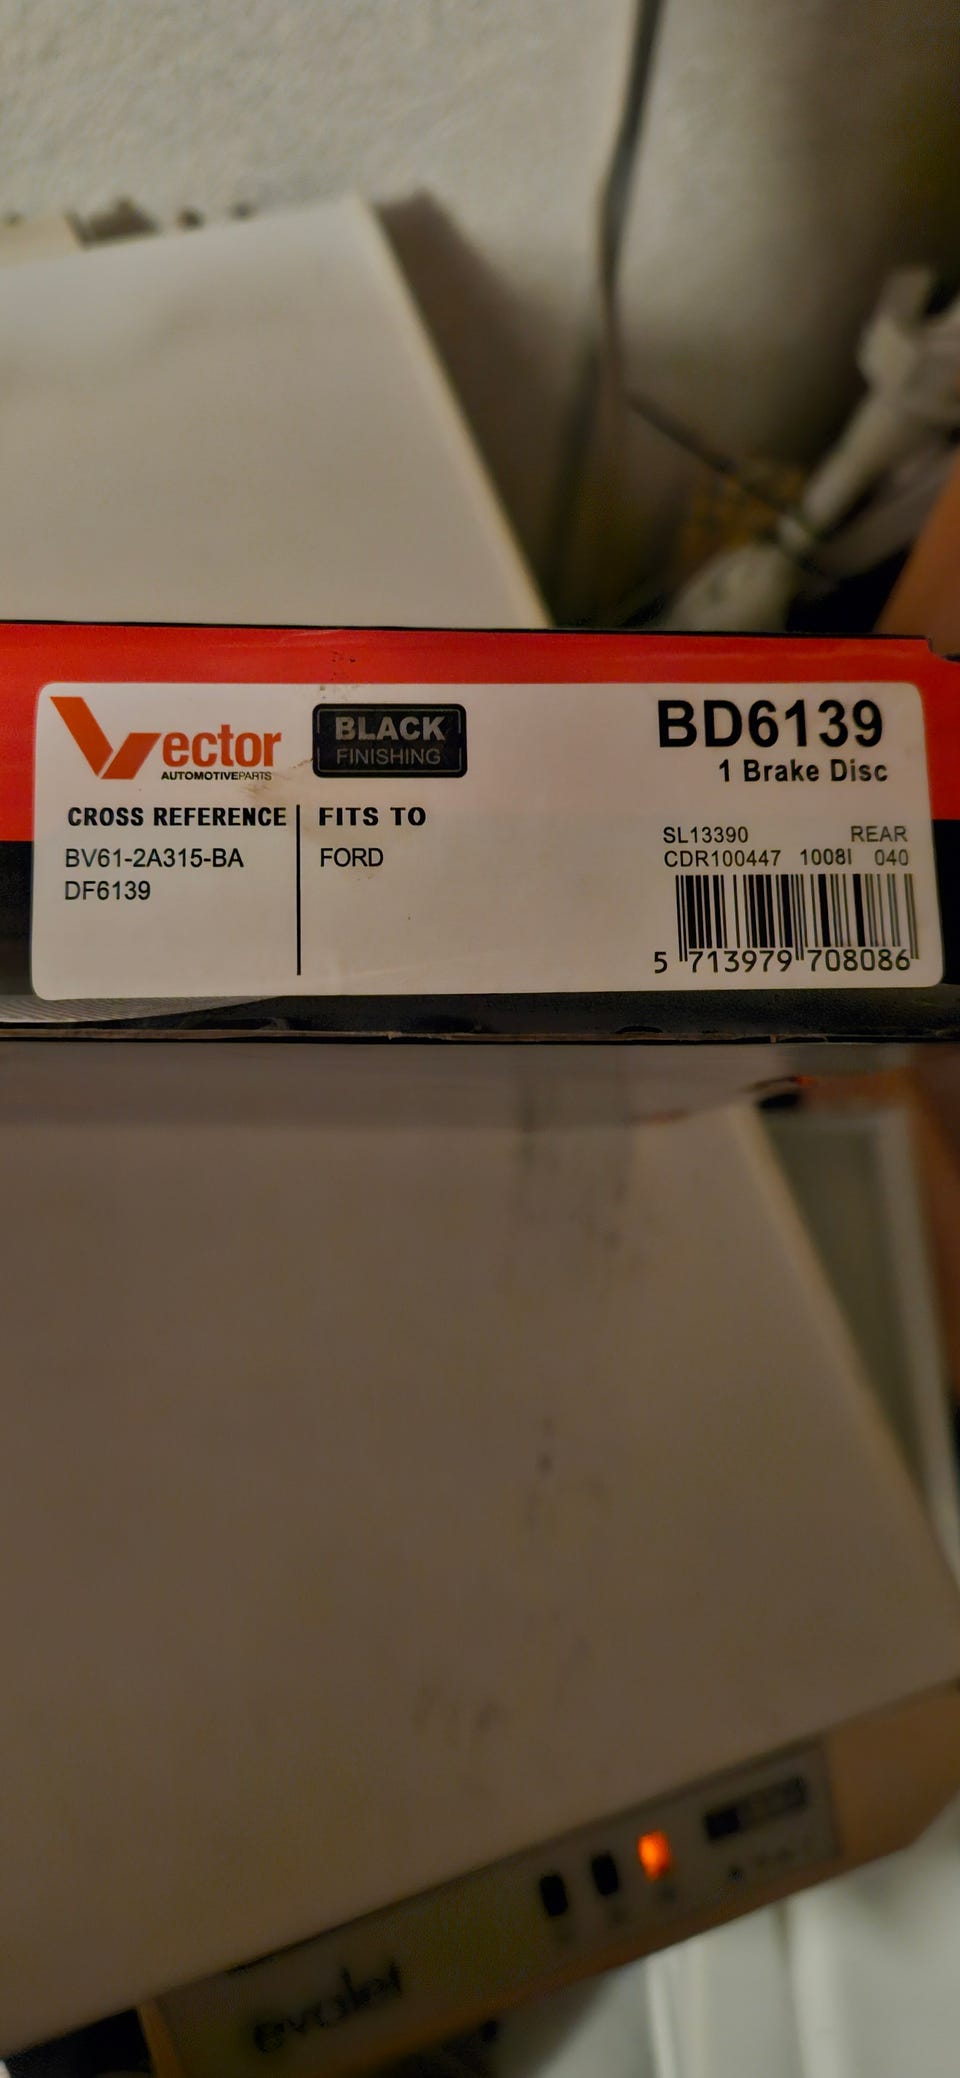 Vector
AUTOMOTIVEPARTS
BLACK
FINISHING
BD6139
1 Brake Disc
CROSS REFERENCE
BV61-2A315-BA
DF6139
FITS TO
FORD
SL13390 REAR
CDR100447 1008I 040
5 713979 708086